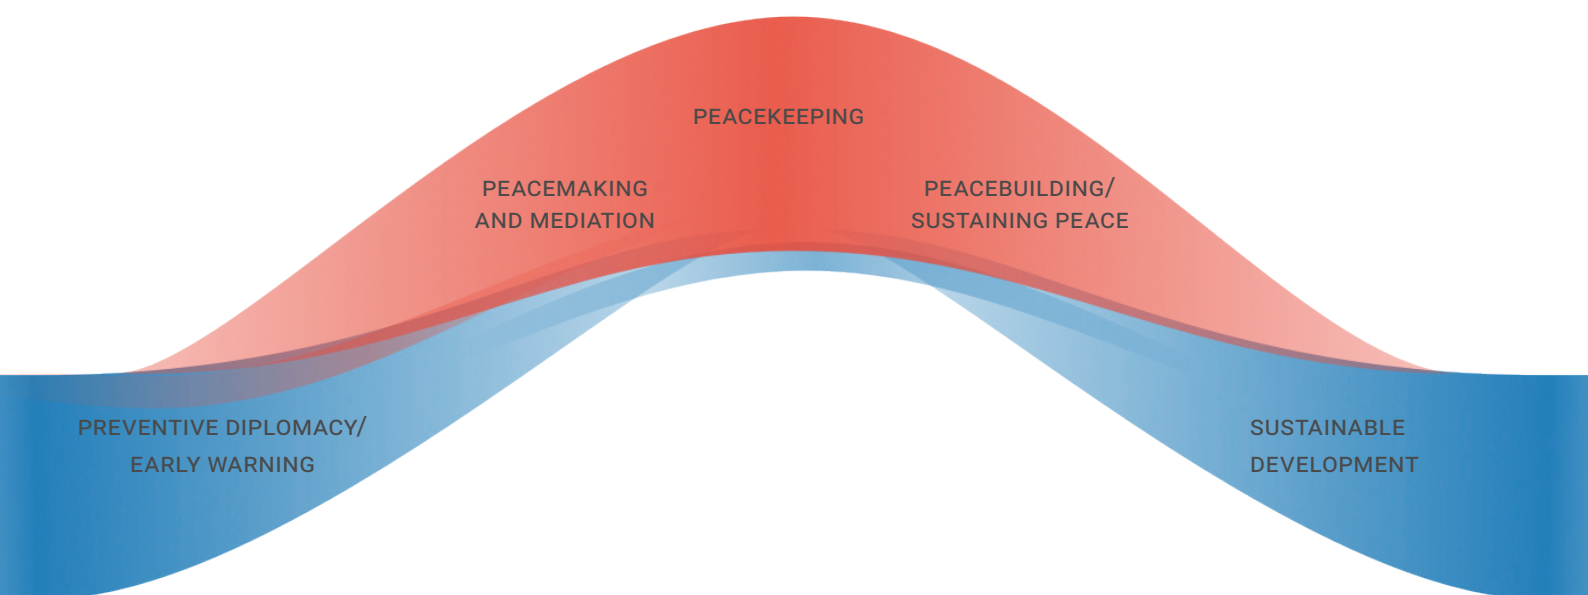 PEACEKEEPING
PEACEMAKING
AND MEDIATION
PEACEBUILDING/
SUSTAINING PEACE
PREVENTIVE DIPLOMACY/
EARLY WARNING
SUSTAINABLE
DEVELOPMENT